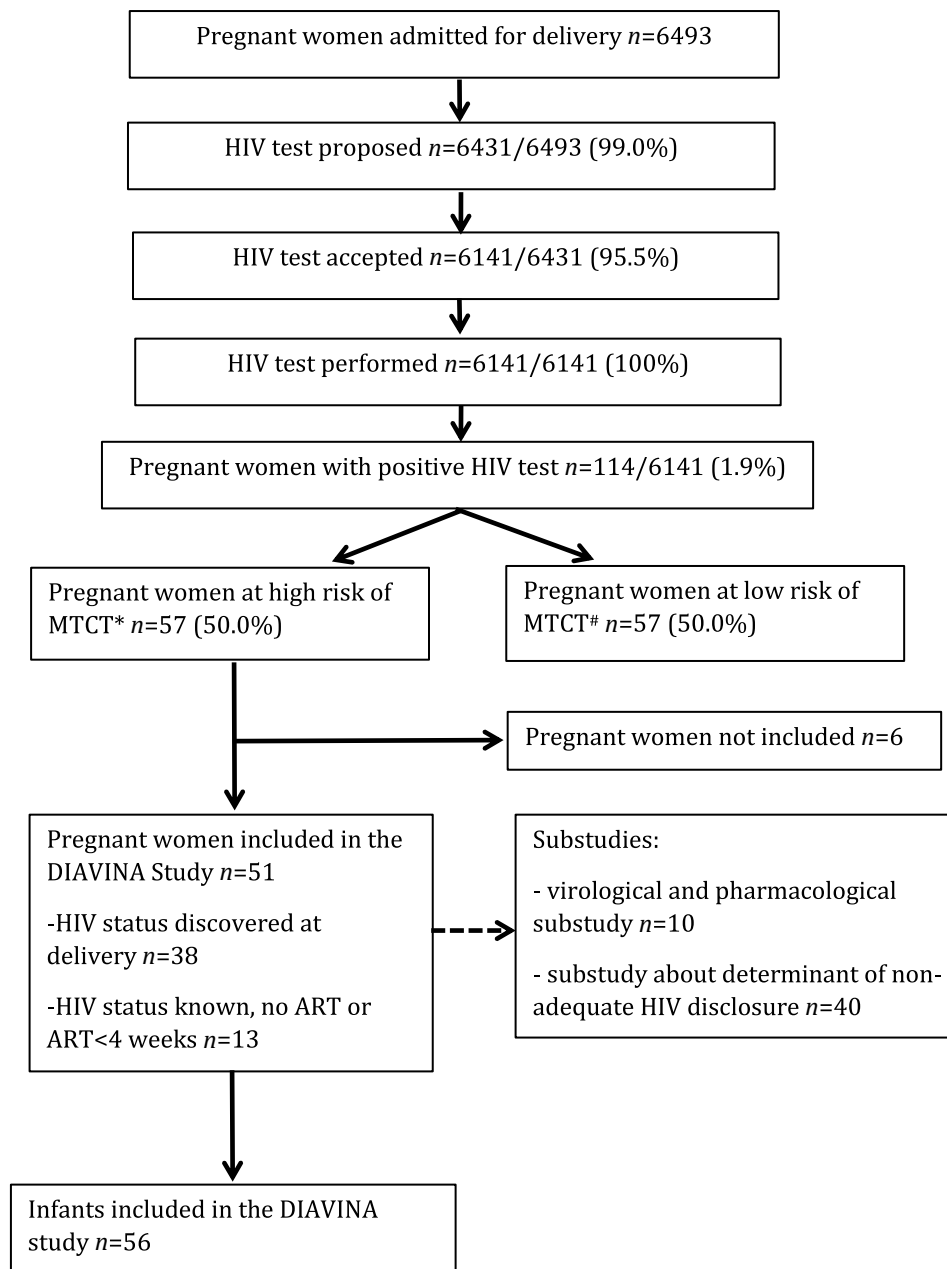 Pregnant women admitted for delivery n=6493
HIV test proposed n=6431/6493 (99.0%)
HIV test accepted n=6141/6431 (95.5%)
HIV test performed n=6141/6141 (100%)
Pregnant women with positive HIV test n=114/6141 (1.9%)
Pregnant women at high risk of
MTCT* n=57 (50.0%)
Pregnant women at low risk of
MTCT# n=57 (50.0%)
Pregnant women not included n=6
Pregnant women included in the
DIAVINA Study n=51
-HIV status discovered at
delivery n=38
-HIV status known, no ART or
ART<4 weeks n=13
Substudies:
- virological and pharmacological
substudy n=10
- substudy about determinant of non-
adequate HIV disclosure n=40
Infants included in the DIAVINA
study n=56